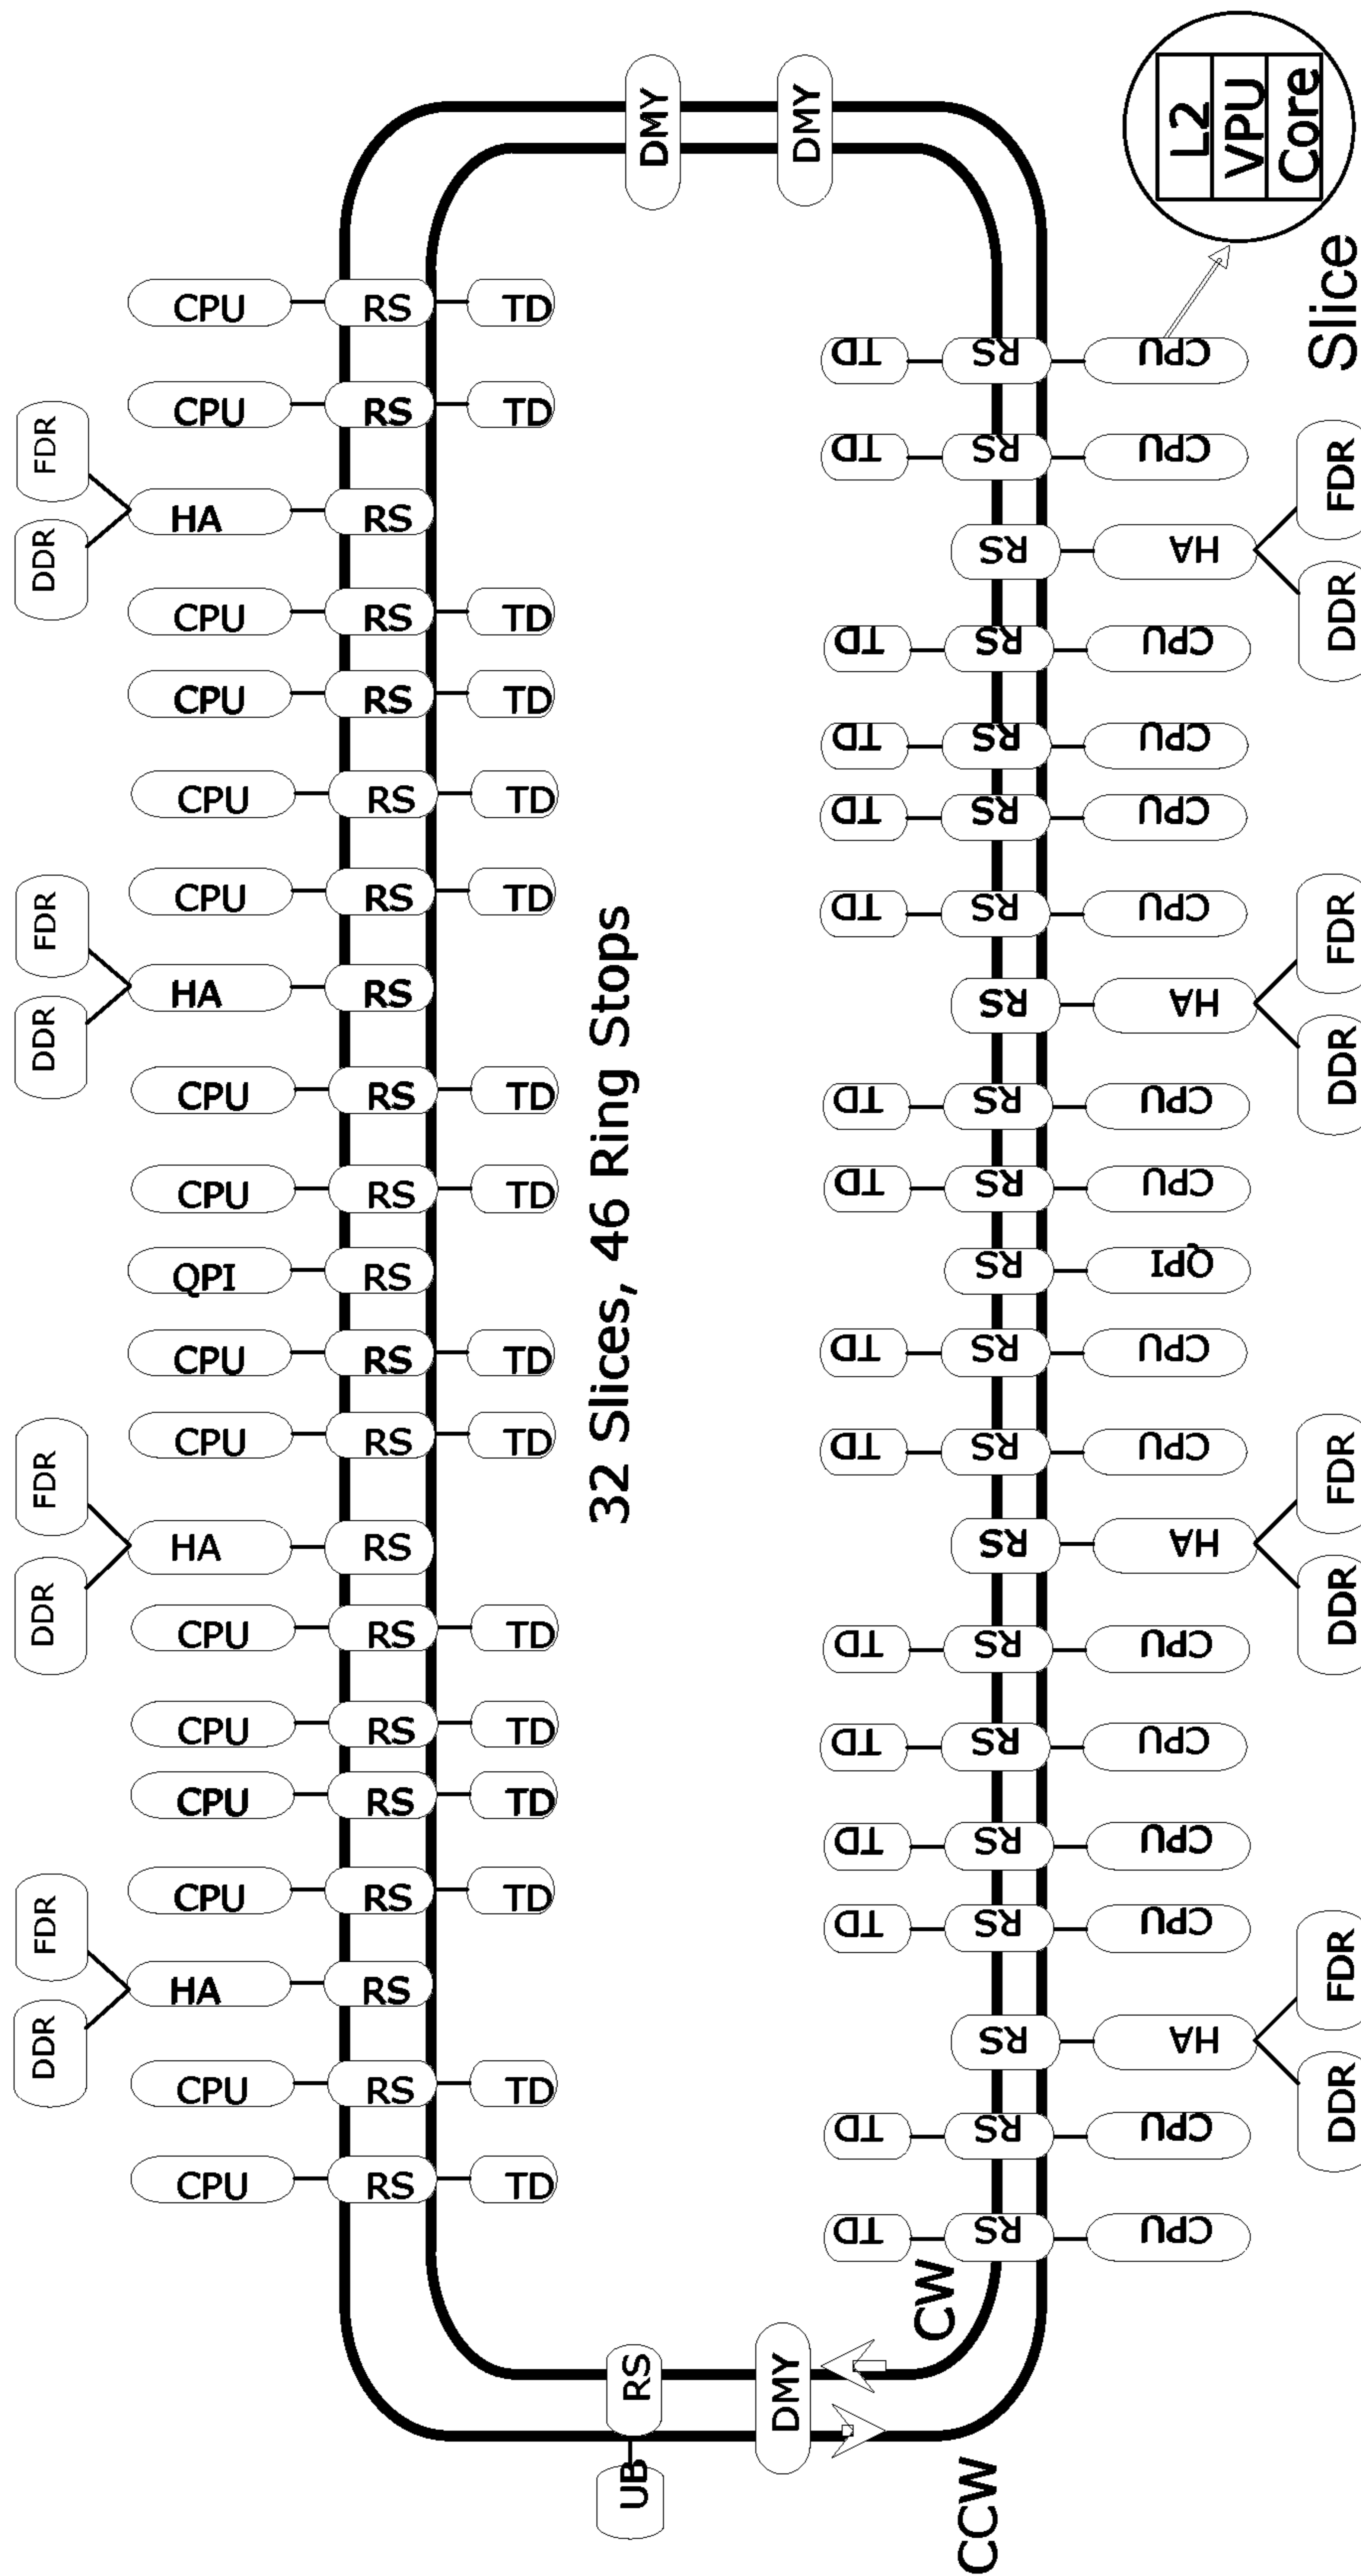 DMY
DMY
L2
VPU
Core
Slice
CPU RS TD
CPU RS TD
DDR FDR
HA RS
CPU RS TD
CPU RS TD
CPU RS TD
CPU RS TD
DDR FDR
HA RS
CPU RS TD
CPU RS TD
QPI RS
CPU RS TD
CPU RS TD
DDR FDR
HA RS
CPU RS TD
CPU RS TD
CPU RS TD
CPU RS TD
DDR FDR
HA RS
CPU RS TD
CPU RS TD
32 Slices, 46 Ring Stops
TD RS CPU
TD RS CPU
RS HA
DDR FDR
TD RS CPU
TD RS CPU
TD RS CPU
TD RS CPU
RS HA
DDR FDR
TD RS CPU
TD RS CPU
RS QPI
TD RS CPU
TD RS CPU
RS HA
DDR FDR
TD RS CPU
TD RS CPU
TD RS CPU
TD RS CPU
RS HA
DDR FDR
TD RS CPU
TD RS CPU
UB RS
DMY
CW
CCW